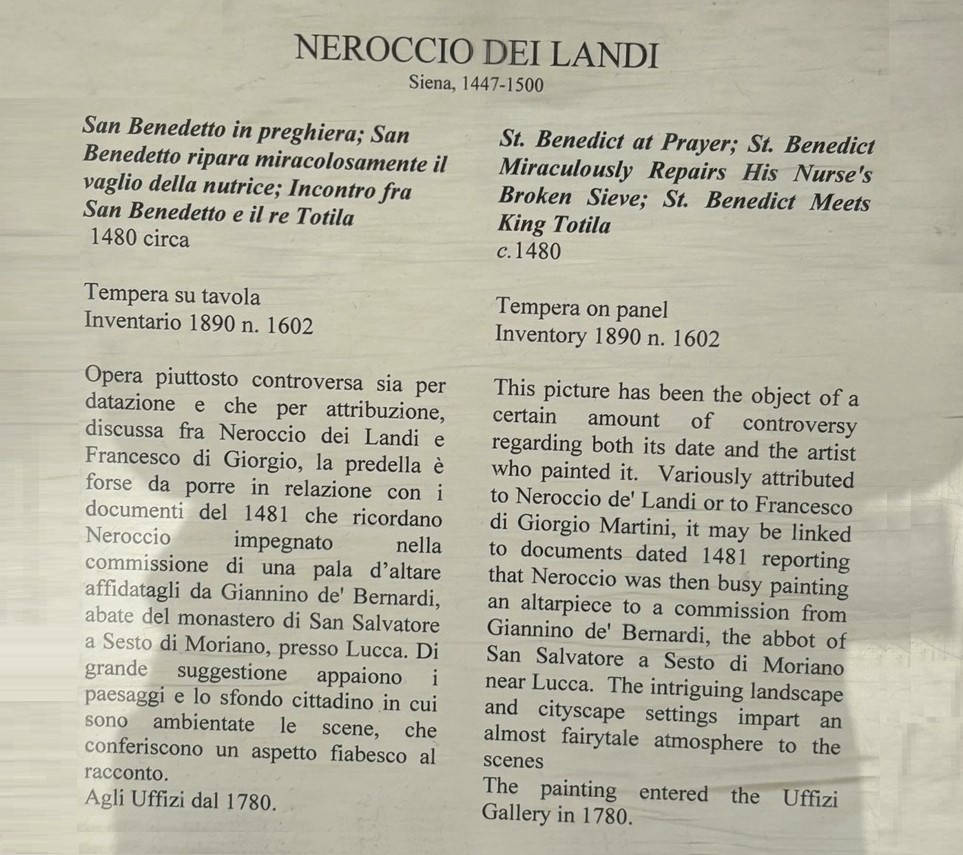 NEROCCIO DEI LANDI
Siena, 1447-1500
San Benedetto in preghiera; San
Benedetto ripara miracolosamente il
vaglio della nutrice; Incontro fra
San Benedetto e il re Totila
1480 circa
Tempera su tavola
Inventario 1890 n. 1602
Opera piuttosto controversa sia per
datazione e che per attribuzione,
discussa fra Neroccio dei Landi e
Francesco di Giorgio, la predella è
forse da porre in relazione con i
documenti del 1481 che ricordano
Neroccio impegnato nella
commissione di una pala d’altare
affidatagli da Giannino de' Bernardi,
abate del monastero di San Salvatore
a Sesto di Moriano, presso Lucca. Di
grande suggestione appaiono i
paesaggi e lo sfondo cittadino in cui
sono ambientate le scene, che
conferiscono un aspetto fiabesco al
racconto.
Agli Uffizi dal 1780.
St. Benedict at Prayer; St. Benedict
Miraculously Repairs His Nurse's
Broken Sieve; St. Benedict Meets
King Totila
c.1480
Tempera on panel
Inventory 1890 n. 1602
This picture has been the object of a
certain amount of controversy
regarding both its date and the artist
who painted it. Variously attributed
to Neroccio de' Landi or to Francesco
di Giorgio Martini, it may be linked
to documents dated 1481 reporting
that Neroccio was then busy painting
an altarpiece to a commission from
Giannino de' Bernardi, the abbot of
San Salvatore a Sesto di Moriano
near Lucca. The intriguing landscape
and cityscape settings impart an
almost fairytale atmosphere to the
scenes
The painting entered the Uffizi
Gallery in 1780.